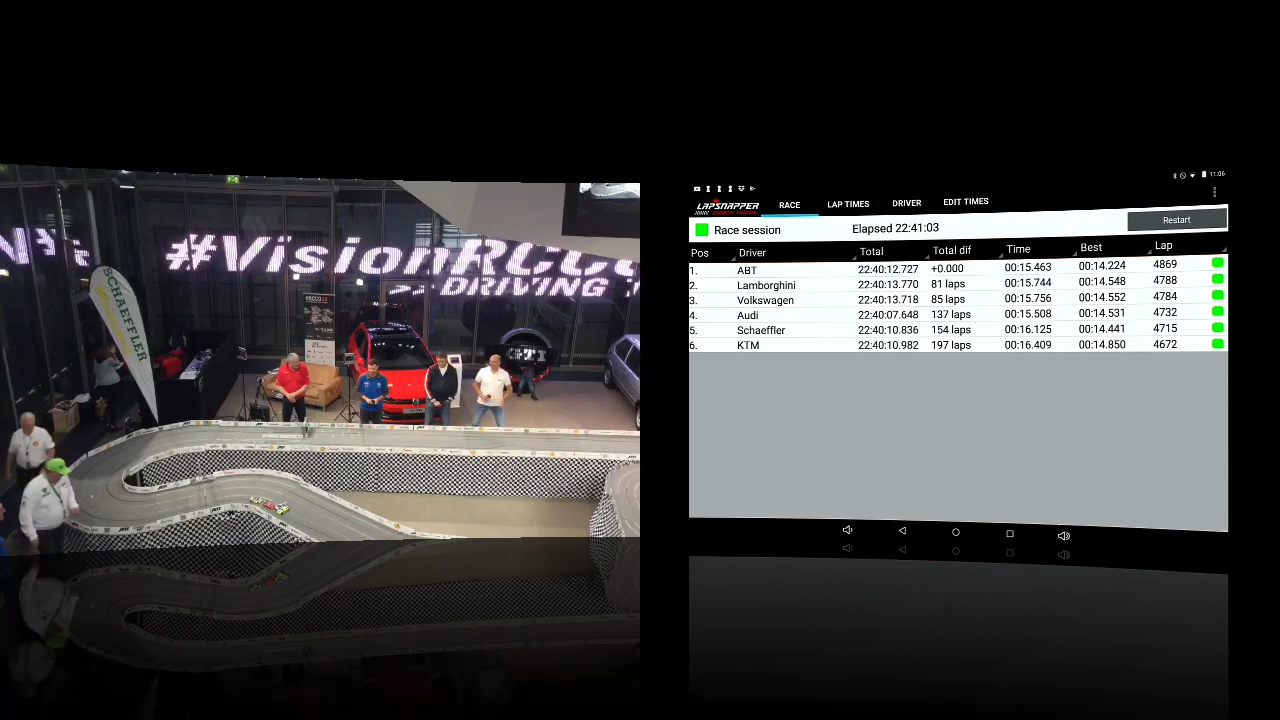 N%
#VisionRCCC
>> DRIVING T
SCHAEFFLER
#RCCO24
GTI
11:06
LAPSNAPPER
RACE
LAP TIMES
DRIVER
EDIT TIMES
Race session
Elapsed 22:41:03
Restart
Pos Driver Total Total dif Time Best Lap
1. ABT 22:40:12.727 +0.000 00:15.463 00:14.224 4869
2. Lamborghini 22:40:13.770 81 laps 00:15.744 00:14.548 4788
3. Volkswagen 22:40:13.718 85 laps 00:15.756 00:14.552 4784
4. Audi 22:40:07.648 137 laps 00:15.508 00:14.531 4732
5. Schaeffler 22:40:10.836 154 laps 00:16.125 00:14.441 4715
6. KTM 22:40:10.982 197 laps 00:16.409 00:14.850 4672